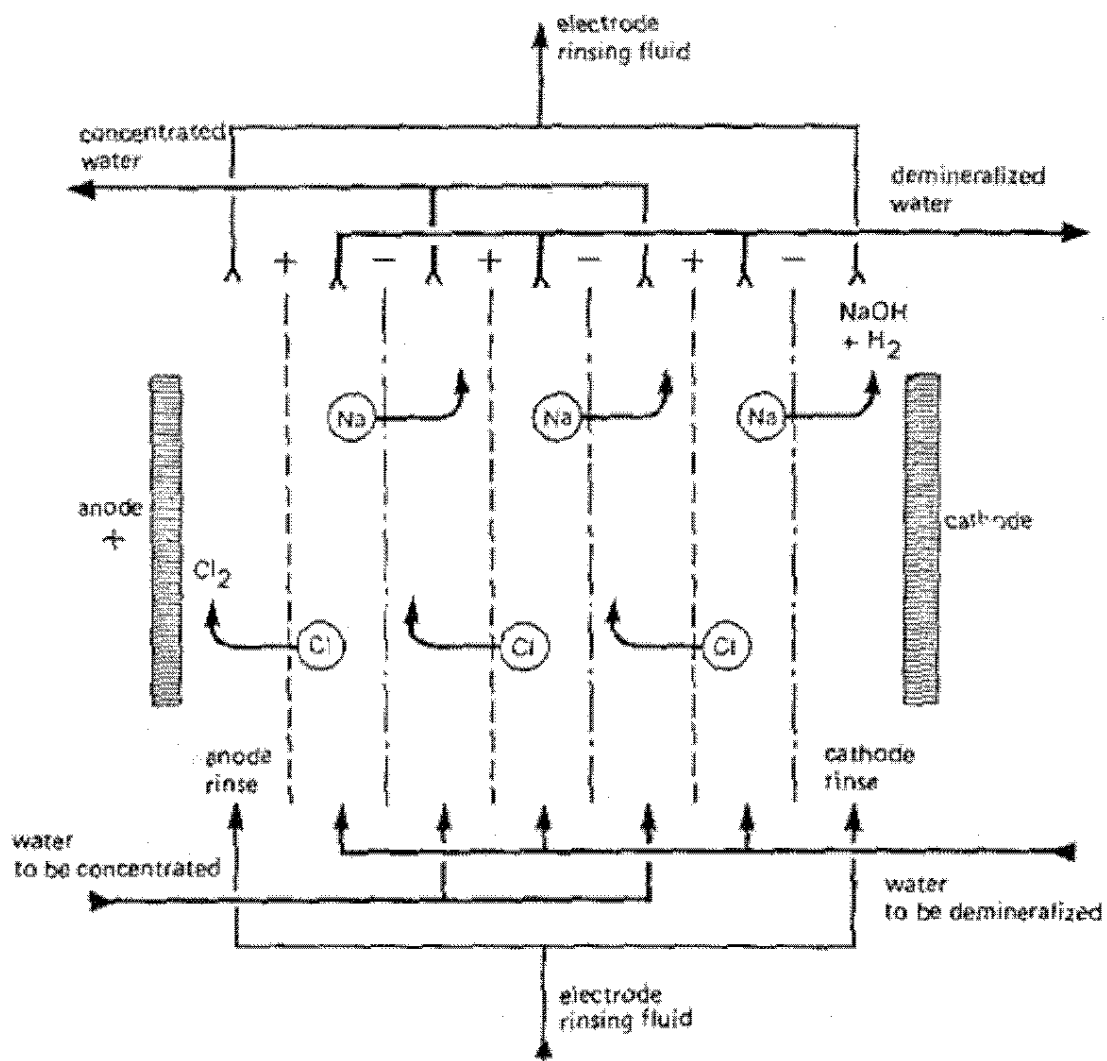 electrode
rinsing fluid
concentrated
water
demineralized
water
+ - + - + -
NaOH
+ H2
Na
Na
Na
anode
+
cathode
Cl2
Cl
Cl
Cl
anode
rinse
cathode
rinse
water
to be concentrated
water
to be demineralized
electrode
rinsing fluid